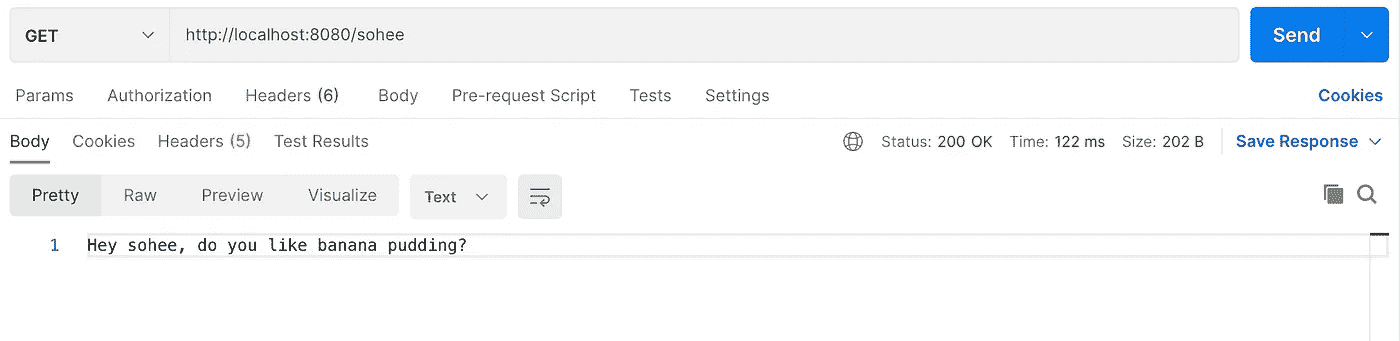 GET http://localhost:8080/sohee Send
Params Authorization Headers (6) Body Pre-request Script Tests Settings Cookies
Body Cookies Headers (5) Test Results Status: 200 OK Time: 122 ms Size: 202 B Save Response
Pretty Raw Preview Visualize Text
1 Hey sohee, do you like banana pudding?